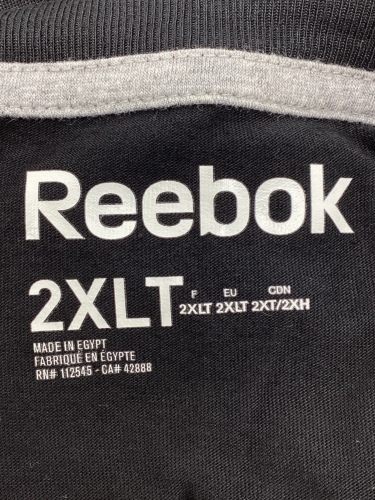 Reebok
2XLT
F EU CDN
2XLT 2XLT 2XT/2XH
MADE IN EGYPT
FABRIQUÉ EN ÉGYPTE
RN# 112545 - CA# 42888